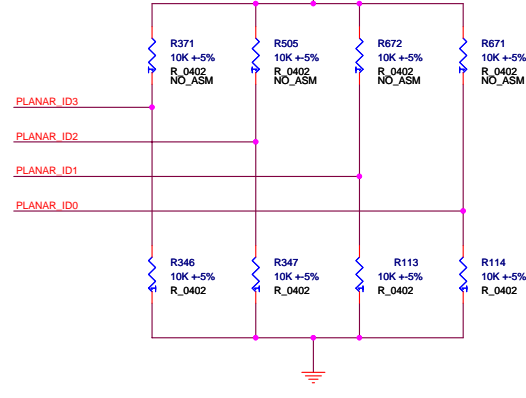 R371
10K +-5%
R_0402
NO_ASM
R505
10K +-5%
R_0402
NO_ASM
R672
10K +-5%
R_0402
NO_ASM
R671
10K +-5%
R_0402
NO_ASM
PLANAR_ID3
PLANAR_ID2
PLANAR_ID1
PLANAR_ID0
R346
10K +-5%
R_0402
R347
10K +-5%
R_0402
R113
10K +-5%
R_0402
R114
10K +-5%
R_0402